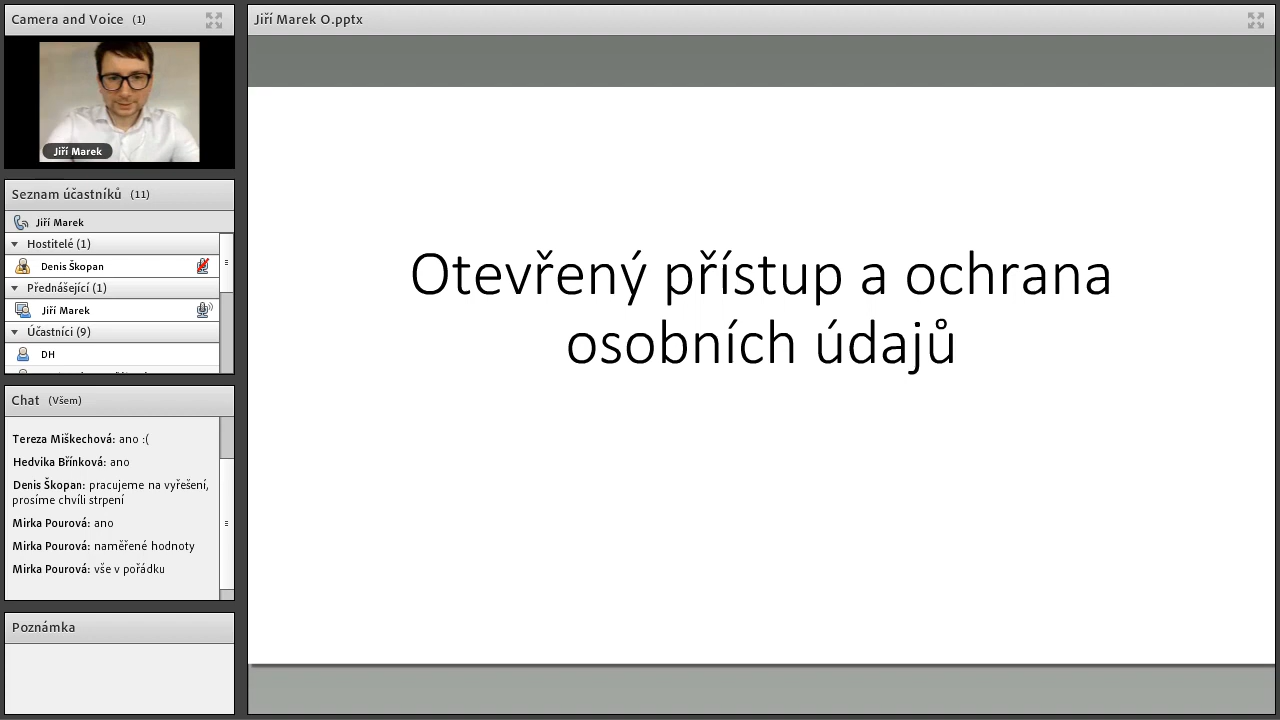 Camera and Voice (1)
Jiří Marek
Seznam účastníků (11)
Jiří Marek
Hostitelé (1)
Denis Škopan
Přednášející (1)
Jiří Marek
Účastníci (9)
DH
Chat (Všem)
Tereza Miškechová: ano :(
Hedvika Břínková: ano
Denis Škopan: pracujeme na vyřešení,
prosíme chvíli strpení
Mirka Pourová: ano
Mirka Pourová: naměřené hodnoty
Mirka Pourová: vše v pořádku
Poznámka
Jiří Marek O.pptx
Otevřený přístup a ochrana
osobních údajů